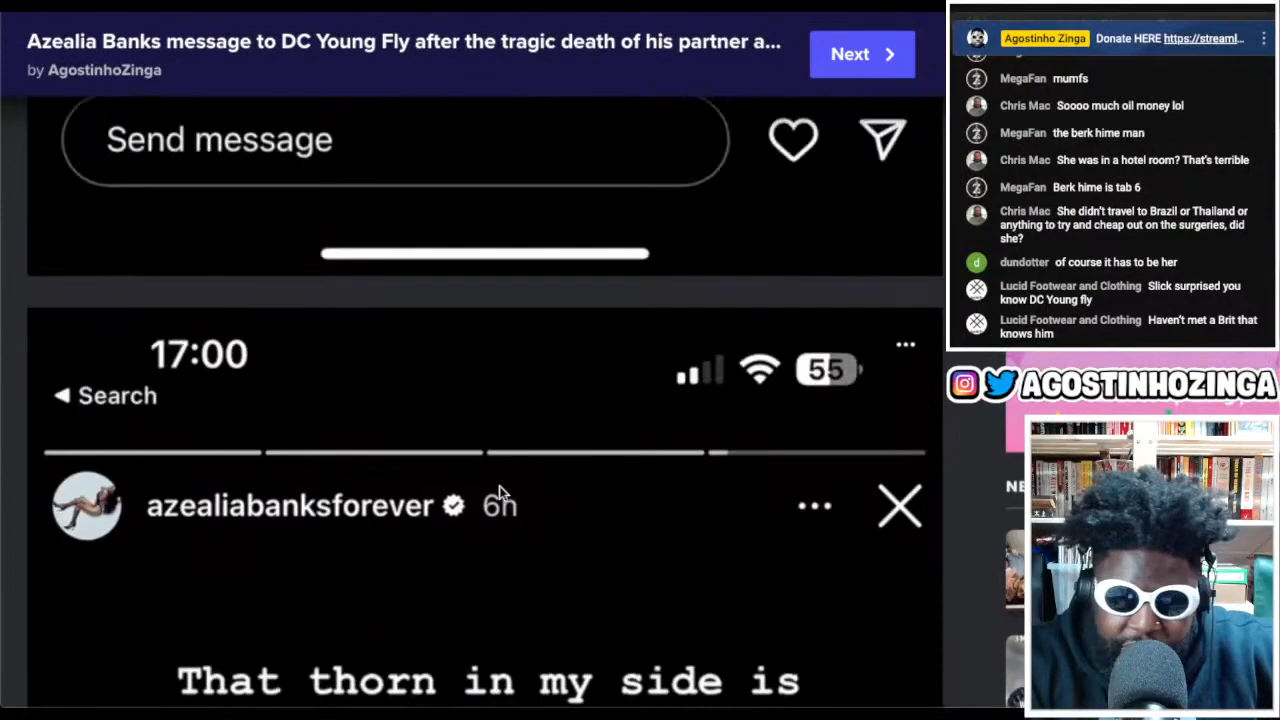 Azealia Banks message to DC Young Fly after the tragic death of his partner a...
by AgostinhoZinga
Next
Send message
17:00
55
Search
azealiabanksforever 6h
That thorn in my side is
Agostinho Zinga Donate HERE https://streaml...
MegaFan mumfs
Chris Mac Soooo much oil money lol
MegaFan the berk hime man
Chris Mac She was in a hotel room? That's terrible
MegaFan Berk hime is tab 6
Chris Mac She didn't travel to Brazil or Thailand or
anything to try and cheap out on the surgeries, did
she?
dundotter of course it has to be her
Lucid Footwear and Clothing Slick surprised you
know DC Young fly
Lucid Footwear and Clothing Haven't met a Brit that
knows him
AGOSTINHOZINGA